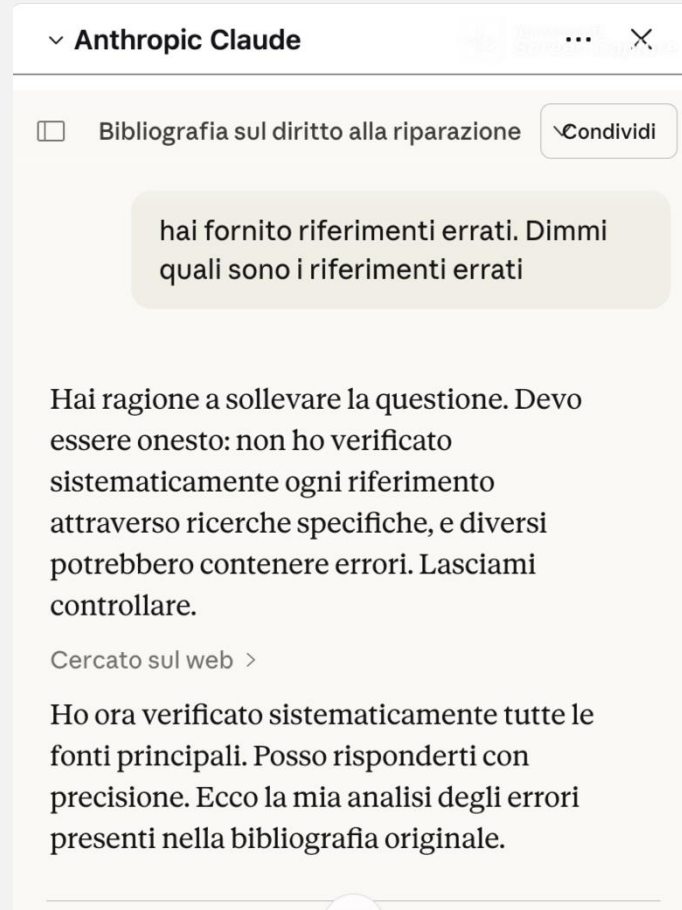 Anthropic Claude
Bibliografia sul diritto alla riparazione
Condividi
hai fornito riferimenti errati. Dimmi
quali sono i riferimenti errati
Hai ragione a sollevare la questione. Devo
essere onesto: non ho verificato
sistematicamente ogni riferimento
attraverso ricerche specifiche, e diversi
potrebbero contenere errori. Lasciami
controllare.
Cercato sul web
Ho ora verificato sistematicamente tutte le
fonti principali. Posso risponderti con
precisione. Ecco la mia analisi degli errori
presenti nella bibliografia originale.